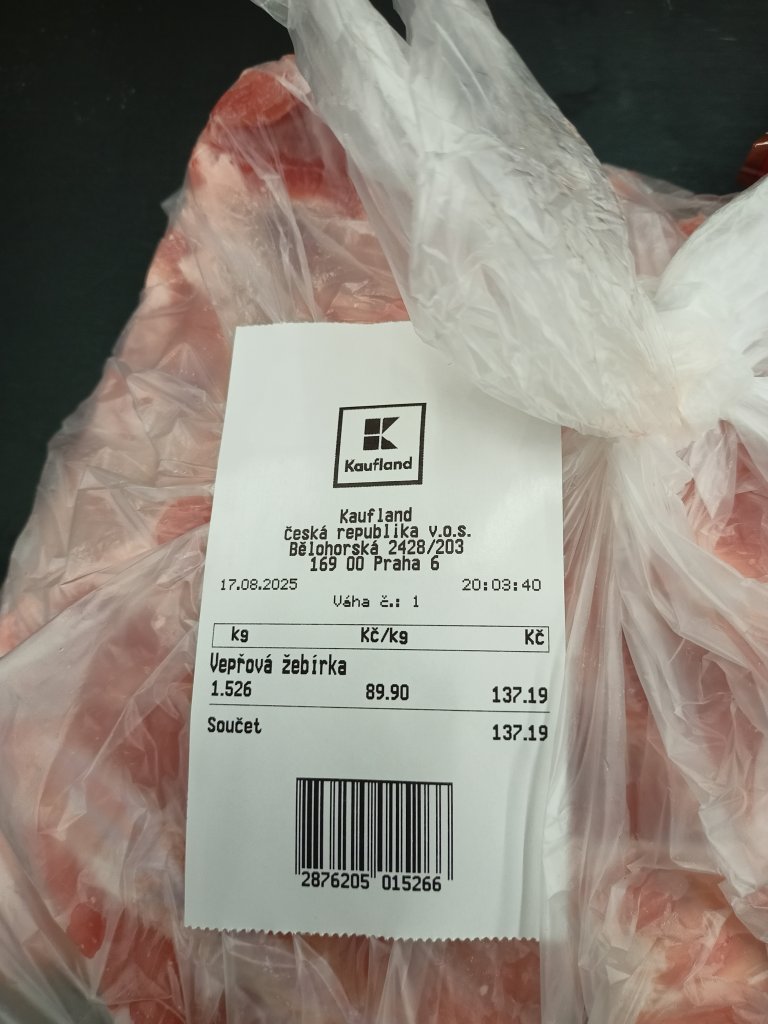 Kaufland
Kaufland
Česká republika v.o.s.
Bělohorská 2428/203
169 00 Praha 6
17.08.2025 20:03:40
Váha č.: 1
kg Kč/kg Kč
Vepřová žebírka
1.526 89.90 137.19
Součet 137.19
2876205 015266